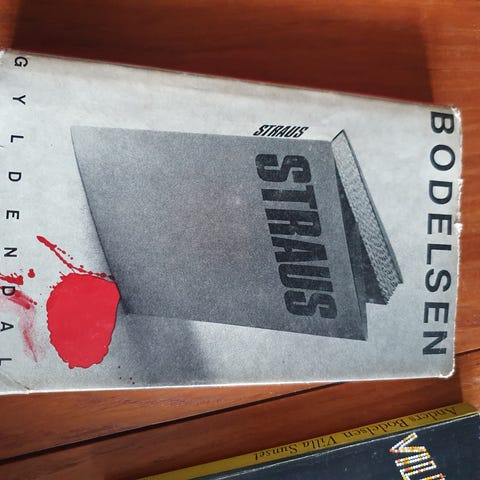 BODELSEN
STRAUS
STRAUS
GYLDENDAL
Anders Bodelsen Villa Sunset